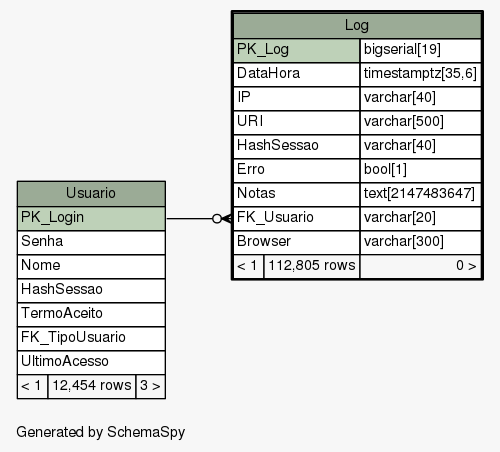 Log
PK_Log bigserial[19]
DataHora timestamptz[35,6]
IP varchar[40]
URI varchar[500]
HashSessao varchar[40]
Erro bool[1]
Notas text[2147483647]
FK_Usuario varchar[20]
Browser varchar[300]
< 1 112,805 rows 0 >
Usuario
PK_Login
Senha
Nome
HashSessao
TermoAceito
FK_TipoUsuario
UltimoAcesso
< 1 12,454 rows 3 >
Generated by SchemaSpy